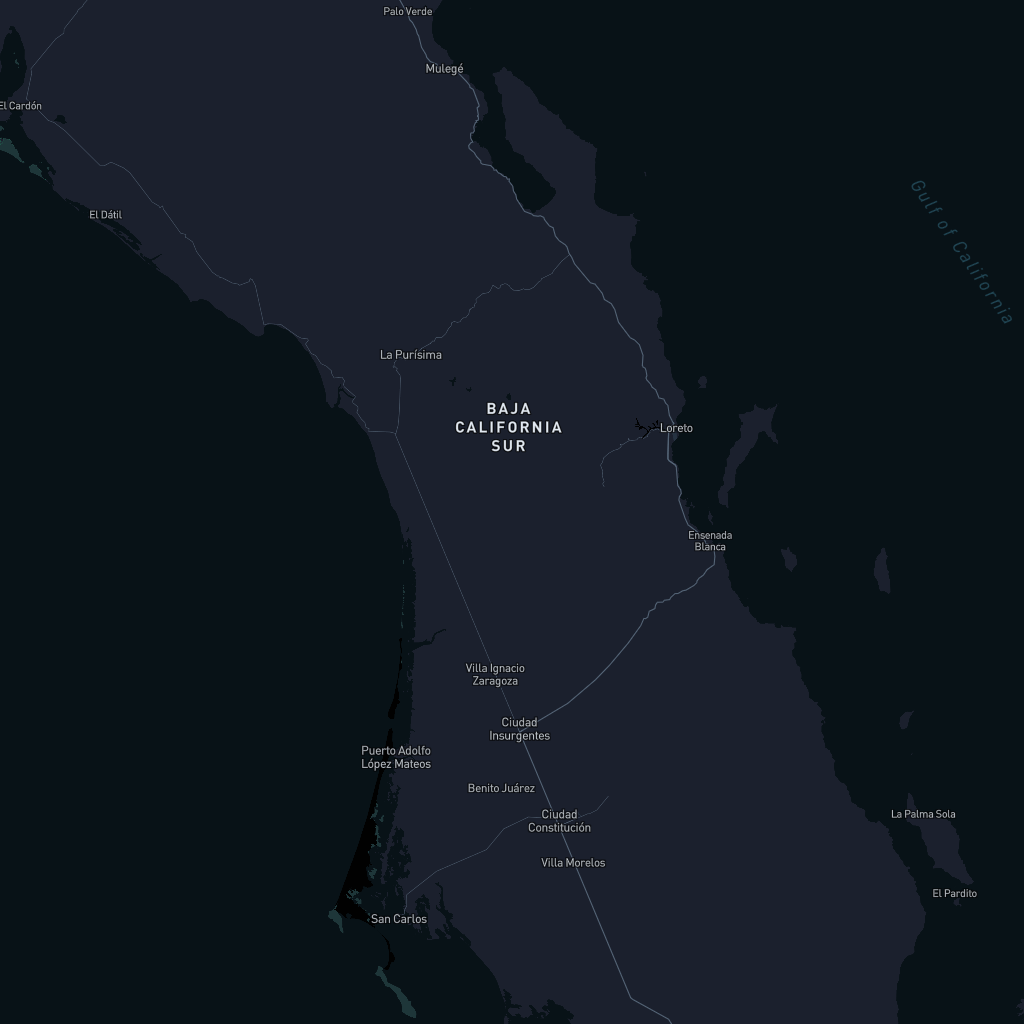 Palo Verde
Mulegé
El Cardón
Gulf of California
El Dátil
La Purísima
BAJA
CALIFORNIA
SUR
Loreto
Ensenada
Blanca
Villa Ignacio
Zaragoza
Ciudad
Insurgentes
Puerto Adolfo
López Mateos
Benito Juárez
Ciudad
Constitución
La Palma Sola
Villa Morelos
El Pardito
San Carlos